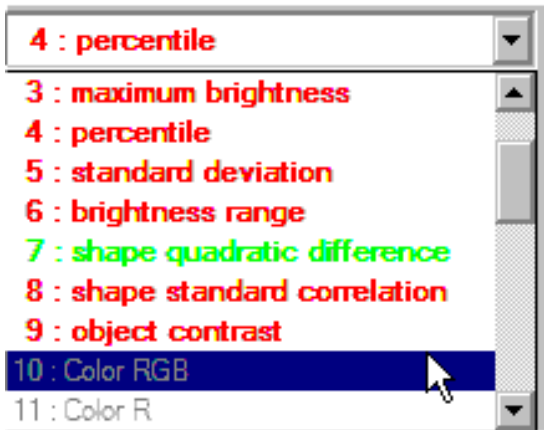 4 : percentile
3 : maximum brightness
4 : percentile
5 : standard deviation
6 : brightness range
7 : shape quadratic difference
8 : shape standard correlation
9 : object contrast
10 : Color RGB
11 : Color R